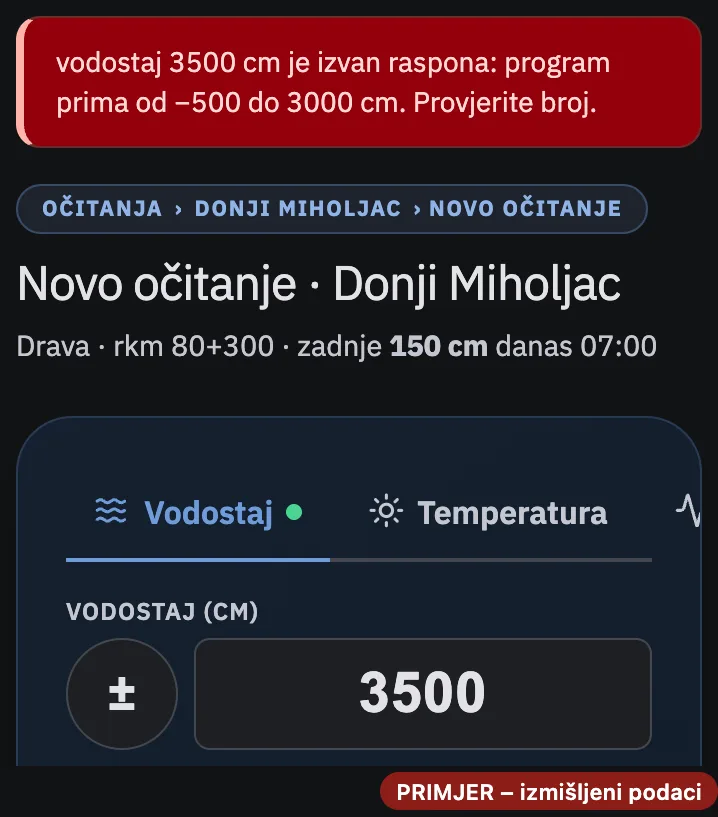 vodostaj 3500 cm je izvan raspona: program
prima od −500 do 3000 cm. Provjerite broj.
OČITANJA › DONJI MIHOLJAC › NOVO OČITANJE
Novo očitanje · Donji Miholjac
Drava · rkm 80+300 · zadnje 150 cm danas 07:00
Vodostaj Temperatura
VODOSTAJ (CM)
± 3500
PRIMJER – izmišljeni podaci